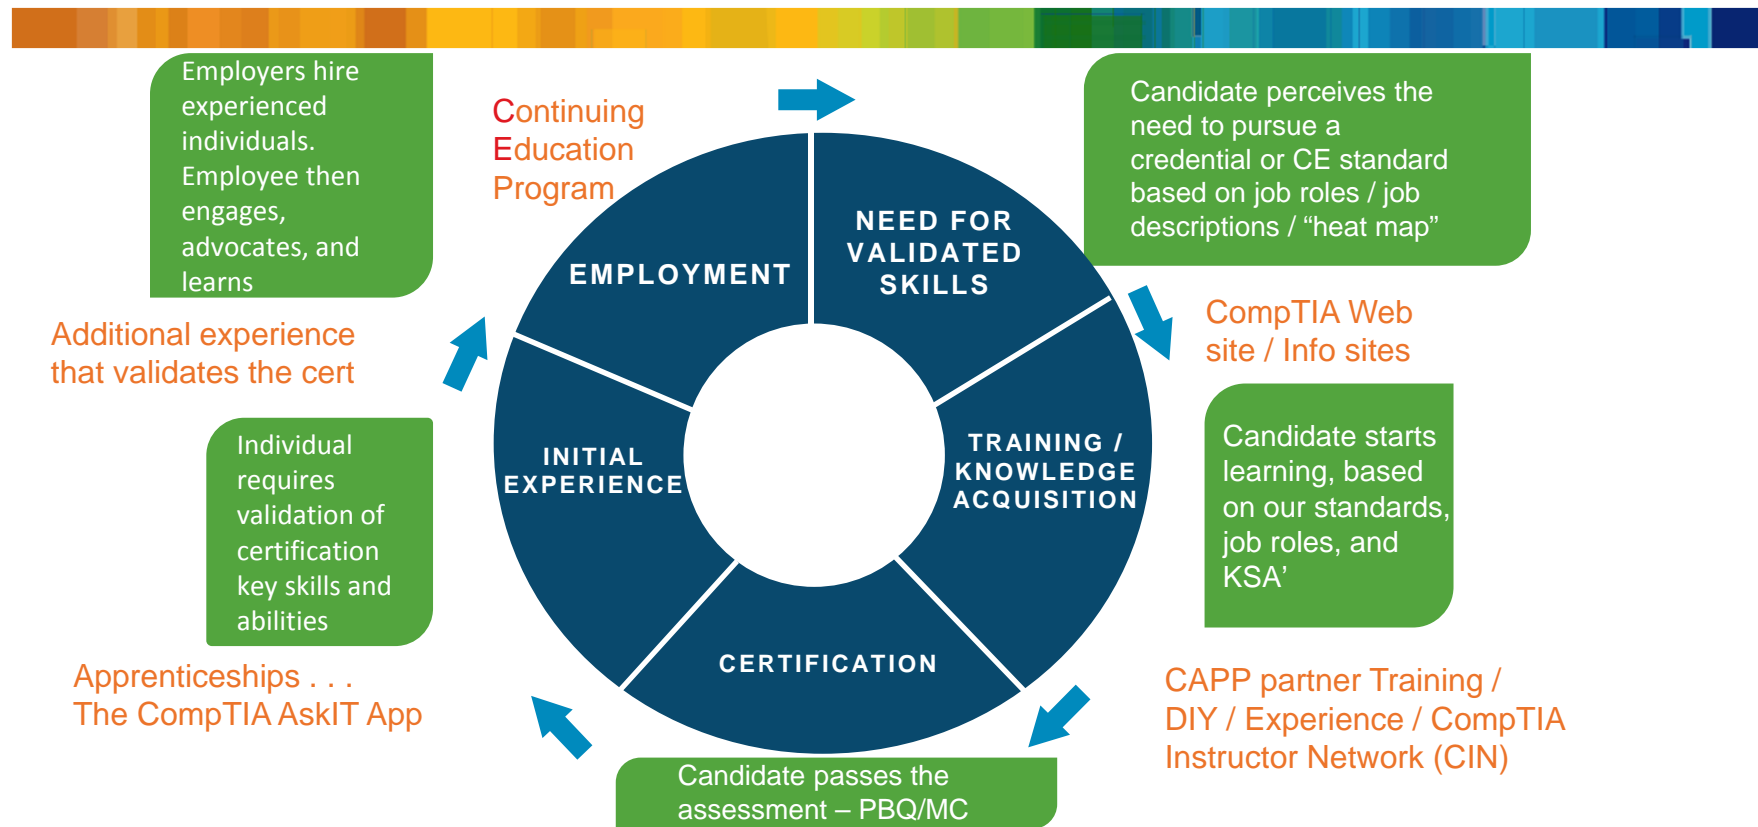 Employers hire
experienced
individuals.
Employee then
engages,
advocates, and
learns
Continuing
Education
Program
Candidate perceives the
need to pursue a
credential or CE standard
based on job roles / job
descriptions / “heat map”
NEED FOR
VALIDATED
SKILLS
EMPLOYMENT
CompTIA Web
site / Info sites
Additional experience
that validates the cert
Candidate starts
learning, based
on our standards,
job roles, and
KSA’
TRAINING /
KNOWLEDGE
ACQUISITION
INITIAL
EXPERIENCE
Individual
requires
validation of
certification
key skills and
abilities
CERTIFICATION
Apprenticeships . . .
The CompTIA AskIT App
CAPP partner Training /
DIY / Experience / CompTIA
Instructor Network (CIN)
Candidate passes the
assessment – PBQ/MC